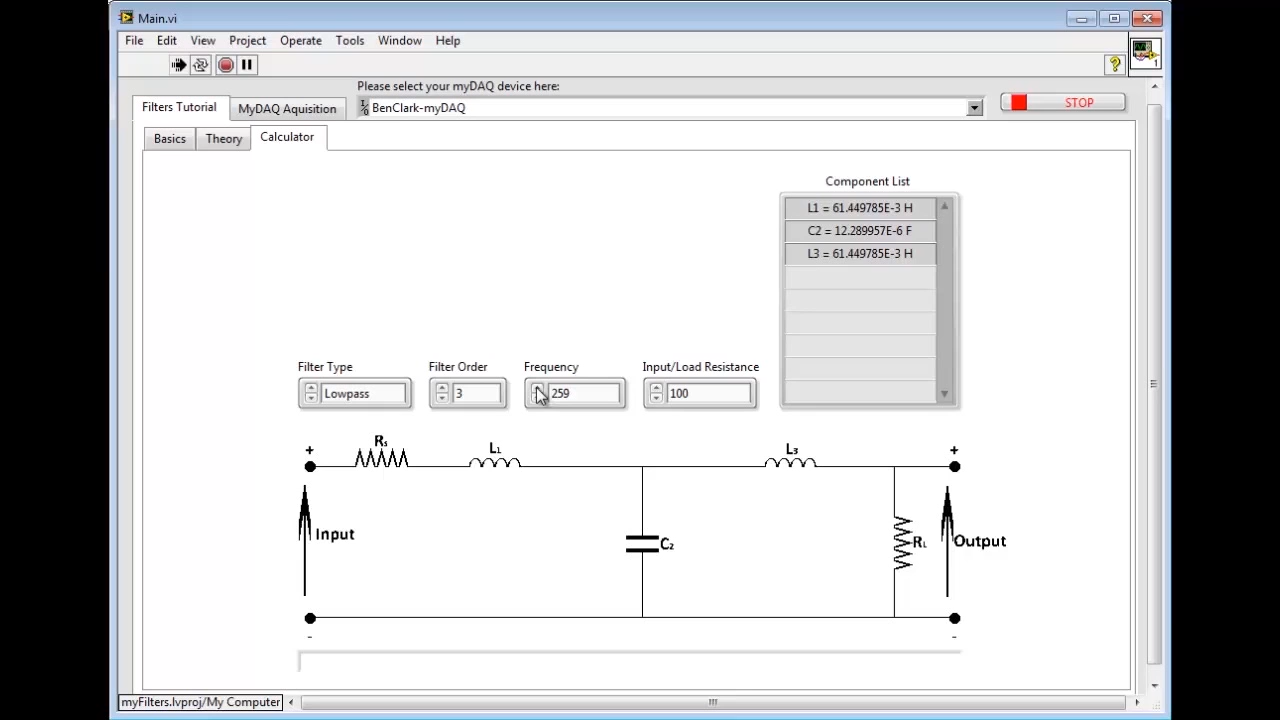 Main.vi
File Edit View Project Operate Tools Window Help
Please select your myDAQ device here:
Filters Tutorial MyDAQ Aquisition BenClark-myDAQ STOP
Basics Theory Calculator
Component List
L1 = 61.449785E-3 H
C2 = 12.289957E-6 F
L3 = 61.449785E-3 H
Filter Type Filter Order Frequency Input/Load Resistance
Lowpass 3 259 100
+ Rs L1 L3 +
Input C2 RL Output
- -
myFilters.lvproj/My Computer